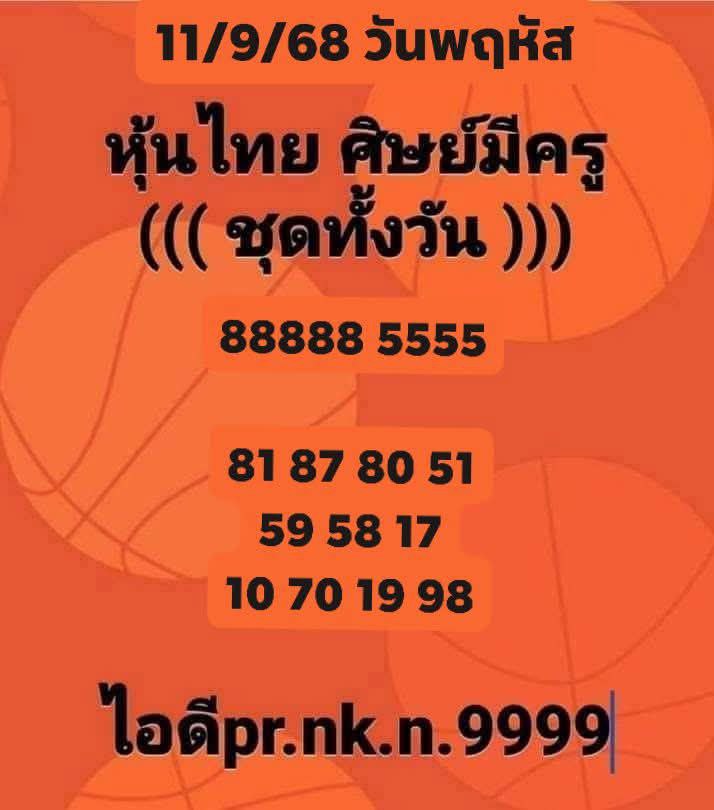 11/9/68 วันพฤหัส
หุ้นไทย ศิษย์มีครู
((( ชุดทั้งวัน )))
88888 5555
81 87 80 51
59 58 17
10 70 19 98
ไอดีpr.nk.n.9999